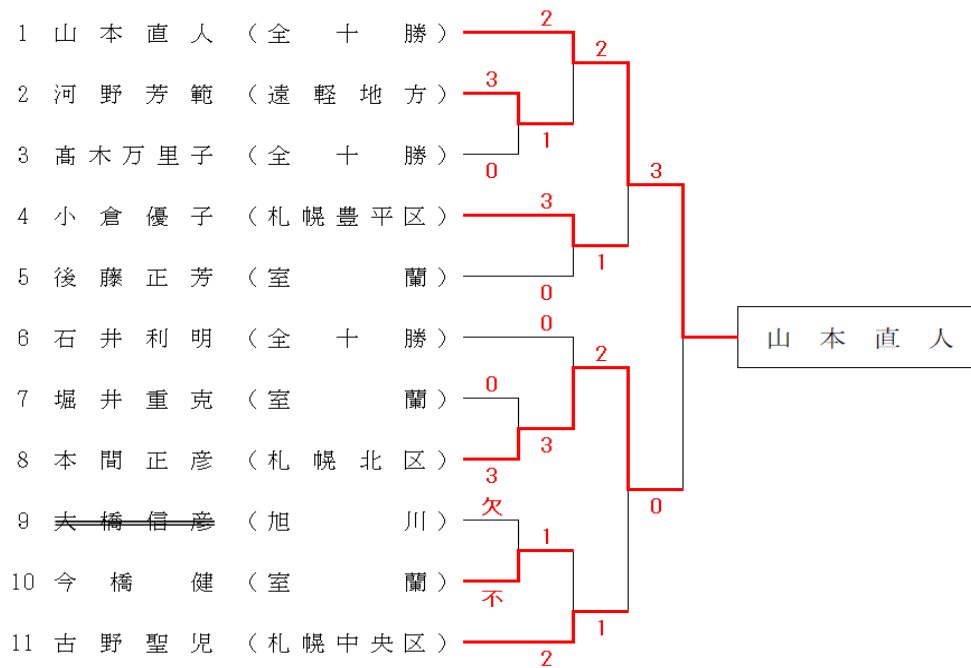 2
1 山本直人 (全十勝)
2
3
2 河野芳範 (遠軽地方)
1
3 髙木万里子 (全十勝)
0
3
3
4 小倉優子 (札幌豊平区)
1
5 後藤正芳 (室蘭)
0
0
6 石井利明 (全十勝)
山本直人
2
0
7 堀井重克 (室蘭)
3
8 本間正彦 (札幌北区)
3
欠
0
9 大橋信彦 (旭川)
1
10 今橋健 (室蘭)
不
1
11 古野聖児 (札幌中央区)
2